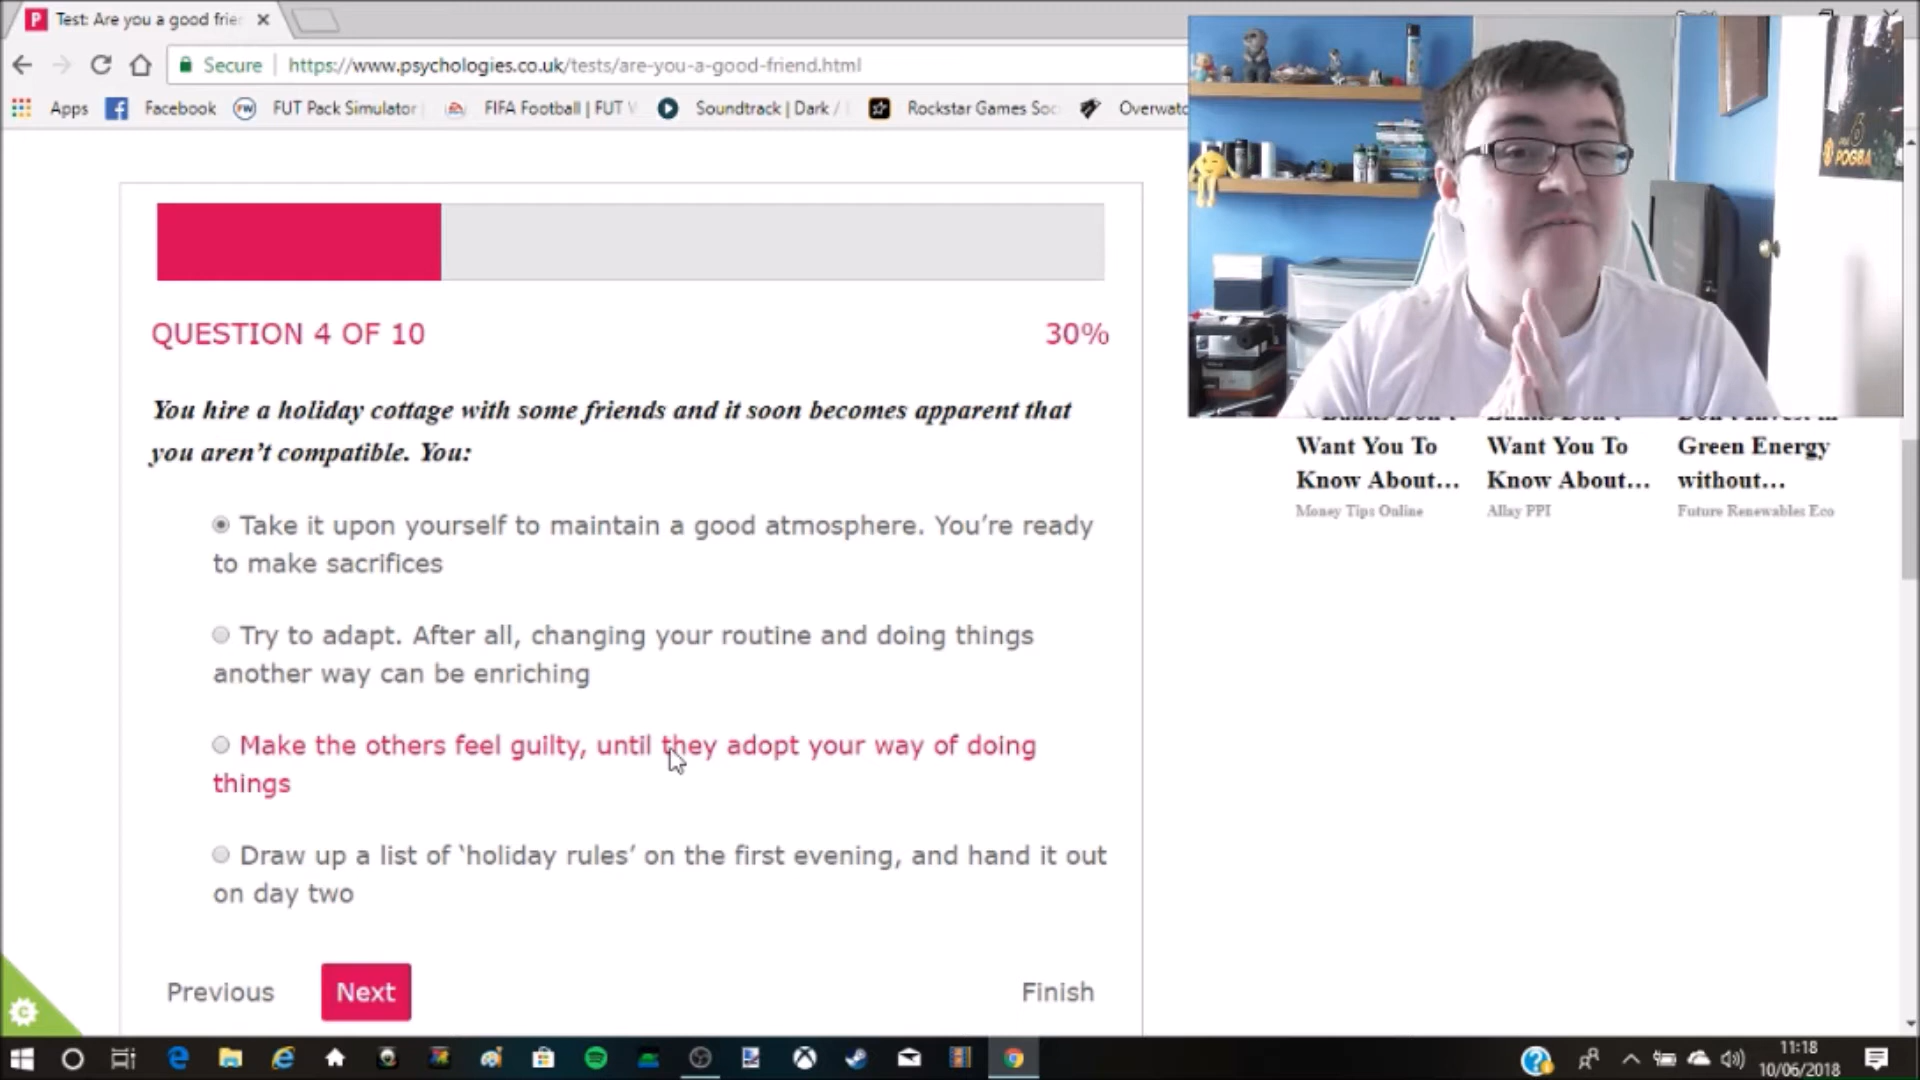 Test: Are you a good frie
Secure
https://www.psychologies.co.uk/tests/are-you-a-good-friend.html
Apps
Facebook
FUT Pack Simulator
FIFA Football | FUT
Soundtrack | Dark /
Rockstar Games Soc
Overwatc
POGBA
QUESTION 4 OF 10
30%
You hire a holiday cottage with some friends and it soon becomes apparent that
you aren’t compatible. You:
Take it upon yourself to maintain a good atmosphere. You’re ready
to make sacrifices
Try to adapt. After all, changing your routine and doing things
another way can be enriching
Make the others feel guilty, until they adopt your way of doing
things
Draw up a list of ‘holiday rules’ on the first evening, and hand it out
on day two
Previous
Next
Finish
Want You To
Know About...
Money Tips Online
Want You To
Know About...
Allay PPI
Green Energy
without...
Future Renewables Eco
11:18
10/06/2018